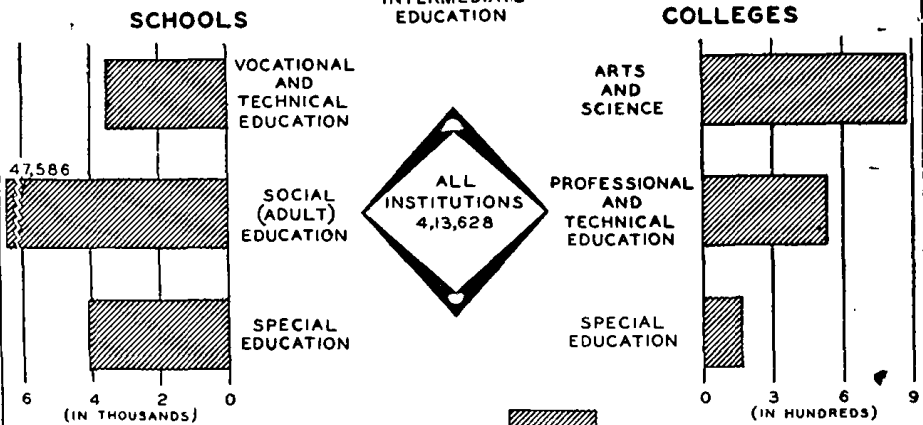 INTERMEDIATE
EDUCATION
SCHOOLS
COLLEGES
VOCATIONAL
AND
TECHNICAL
EDUCATION
47,586
SOCIAL
(ADULT)
EDUCATION
SPECIAL
EDUCATION
6 4 2 0
(IN THOUSANDS)
ALL
INSTITUTIONS
4,13,628
ARTS
AND
SCIENCE
PROFESSIONAL
AND
TECHNICAL
EDUCATION
SPECIAL
EDUCATION
0 3 6 9
(IN HUNDREDS)